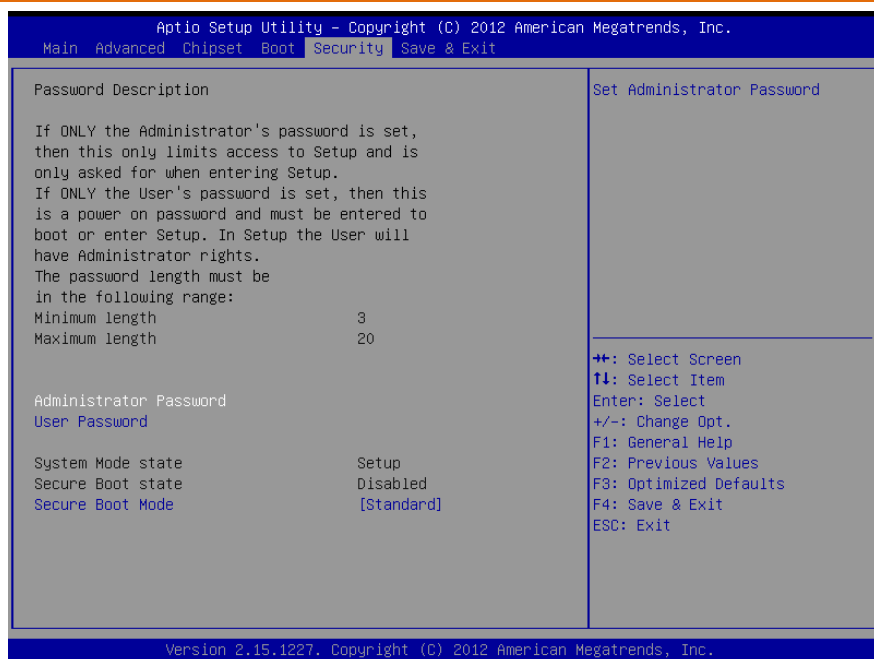 Aptio Setup Utility – Copyright (C) 2012 American Megatrends, Inc.
Main Advanced Chipset Boot Security Save & Exit
Password Description
If ONLY the Administrator's password is set,
then this only limits access to Setup and is
only asked for when entering Setup.
If ONLY the User's password is set, then this
is a power on password and must be entered to
boot or enter Setup. In Setup the User will
have Administrator rights.
The password length must be
in the following range:
Minimum length 3
Maximum length 20
Administrator Password
User Password
System Mode state Setup
Secure Boot state Disabled
Secure Boot Mode [Standard]
Set Administrator Password
→←: Select Screen
↑↓: Select Item
Enter: Select
+/-: Change Opt.
F1: General Help
F2: Previous Values
F3: Optimized Defaults
F4: Save & Exit
ESC: Exit
Version 2.15.1227. Copyright (C) 2012 American Megatrends, Inc.